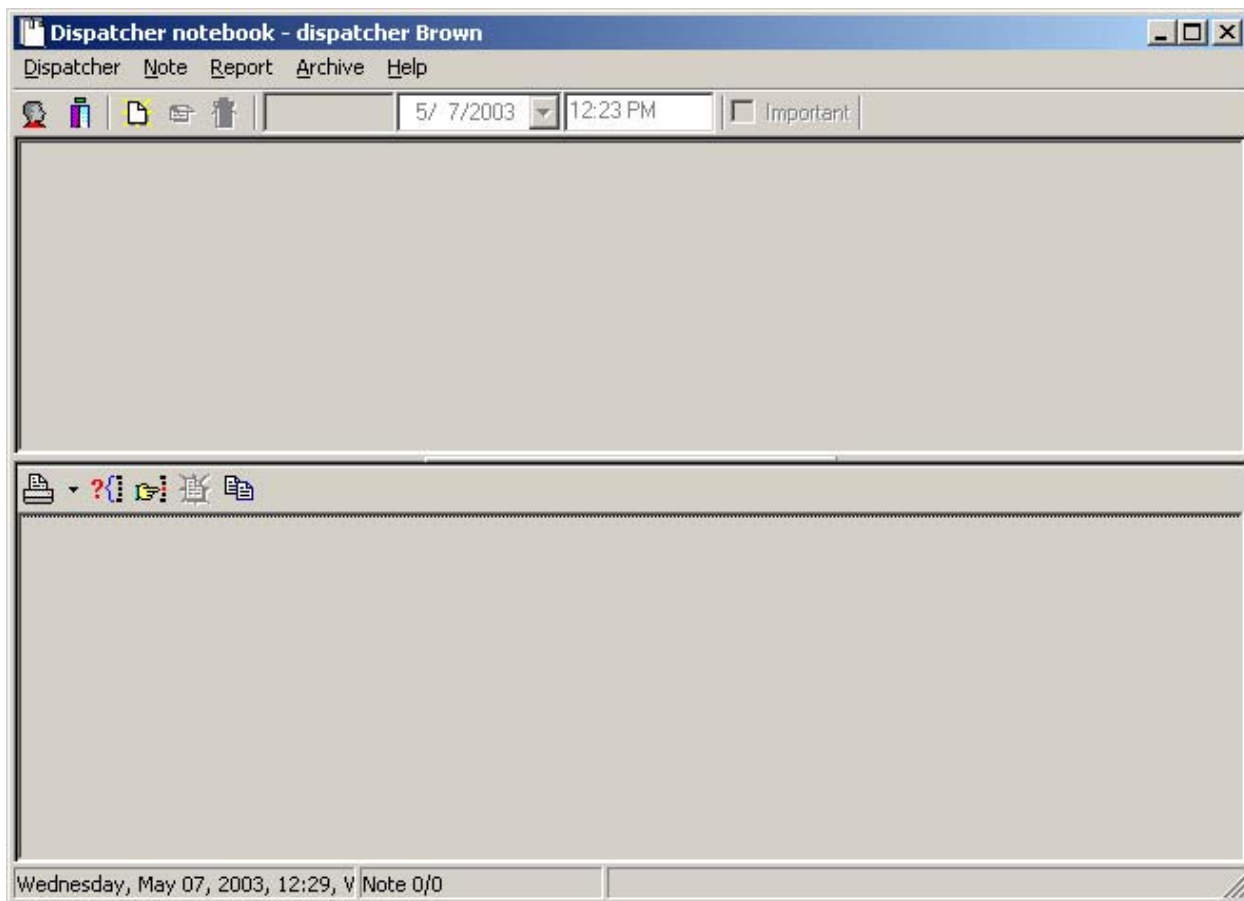 Dispatcher notebook - dispatcher Brown
Dispatcher Note Report Archive Help
5/ 7/2003 12:23 PM Important
?{
Wednesday, May 07, 2003, 12:29, V Note 0/0